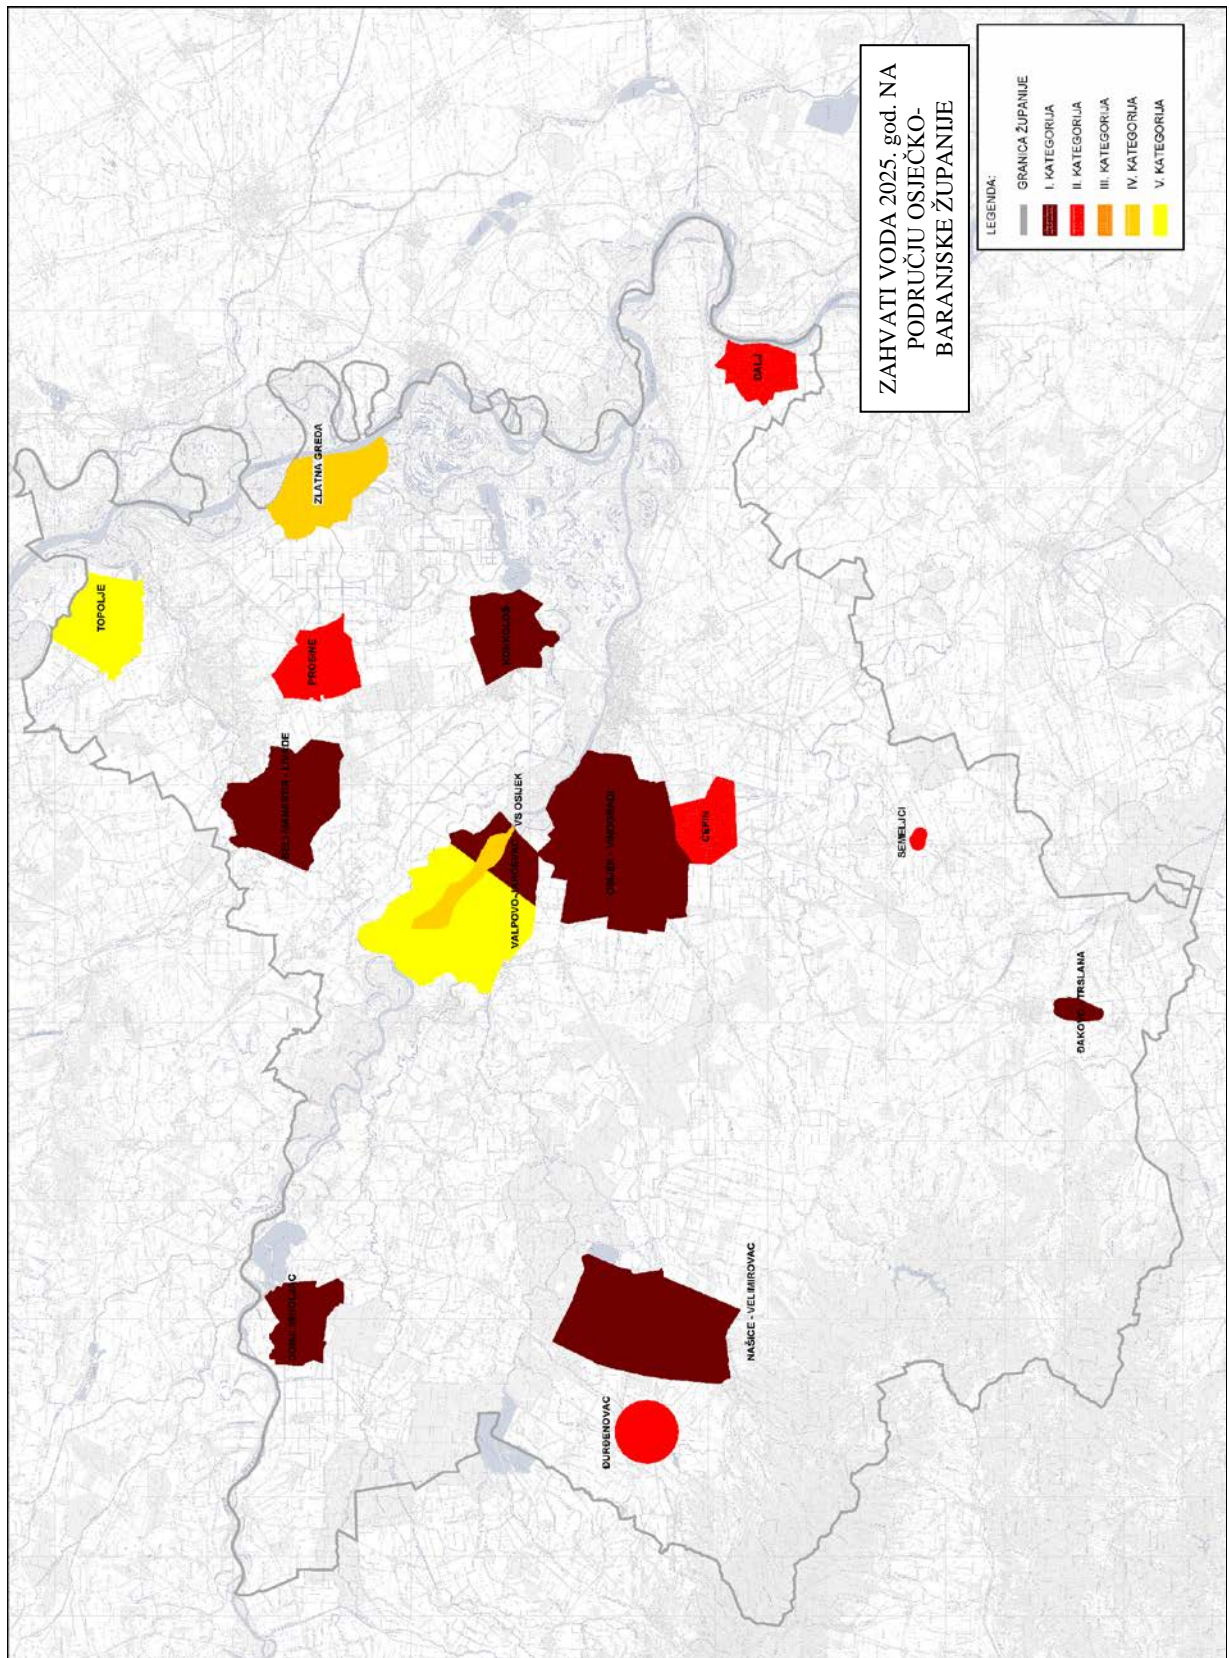 ZAHVATI VODA 2025. god. NA
PODRUČJU OSJEČKO-
BARANJSKE ŽUPANIJE
LEGENDA:
GRANICA ŽUPANIJE
I. KATEGORIJA
II. KATEGORIJA
III. KATEGORIJA
IV. KATEGORIJA
V. KATEGORIJA
TOPOLJE
ZLATNA GREDA
PROSINE
KONKOLOŠ
VS OSIJEK
OSIJEK - VINOGRADI
ČEPIN
DALJ
SEMELJCI
ĐAKOVO - TRSLANA
NAŠICE - VELIMIROVAC
ĐURĐENOVAC